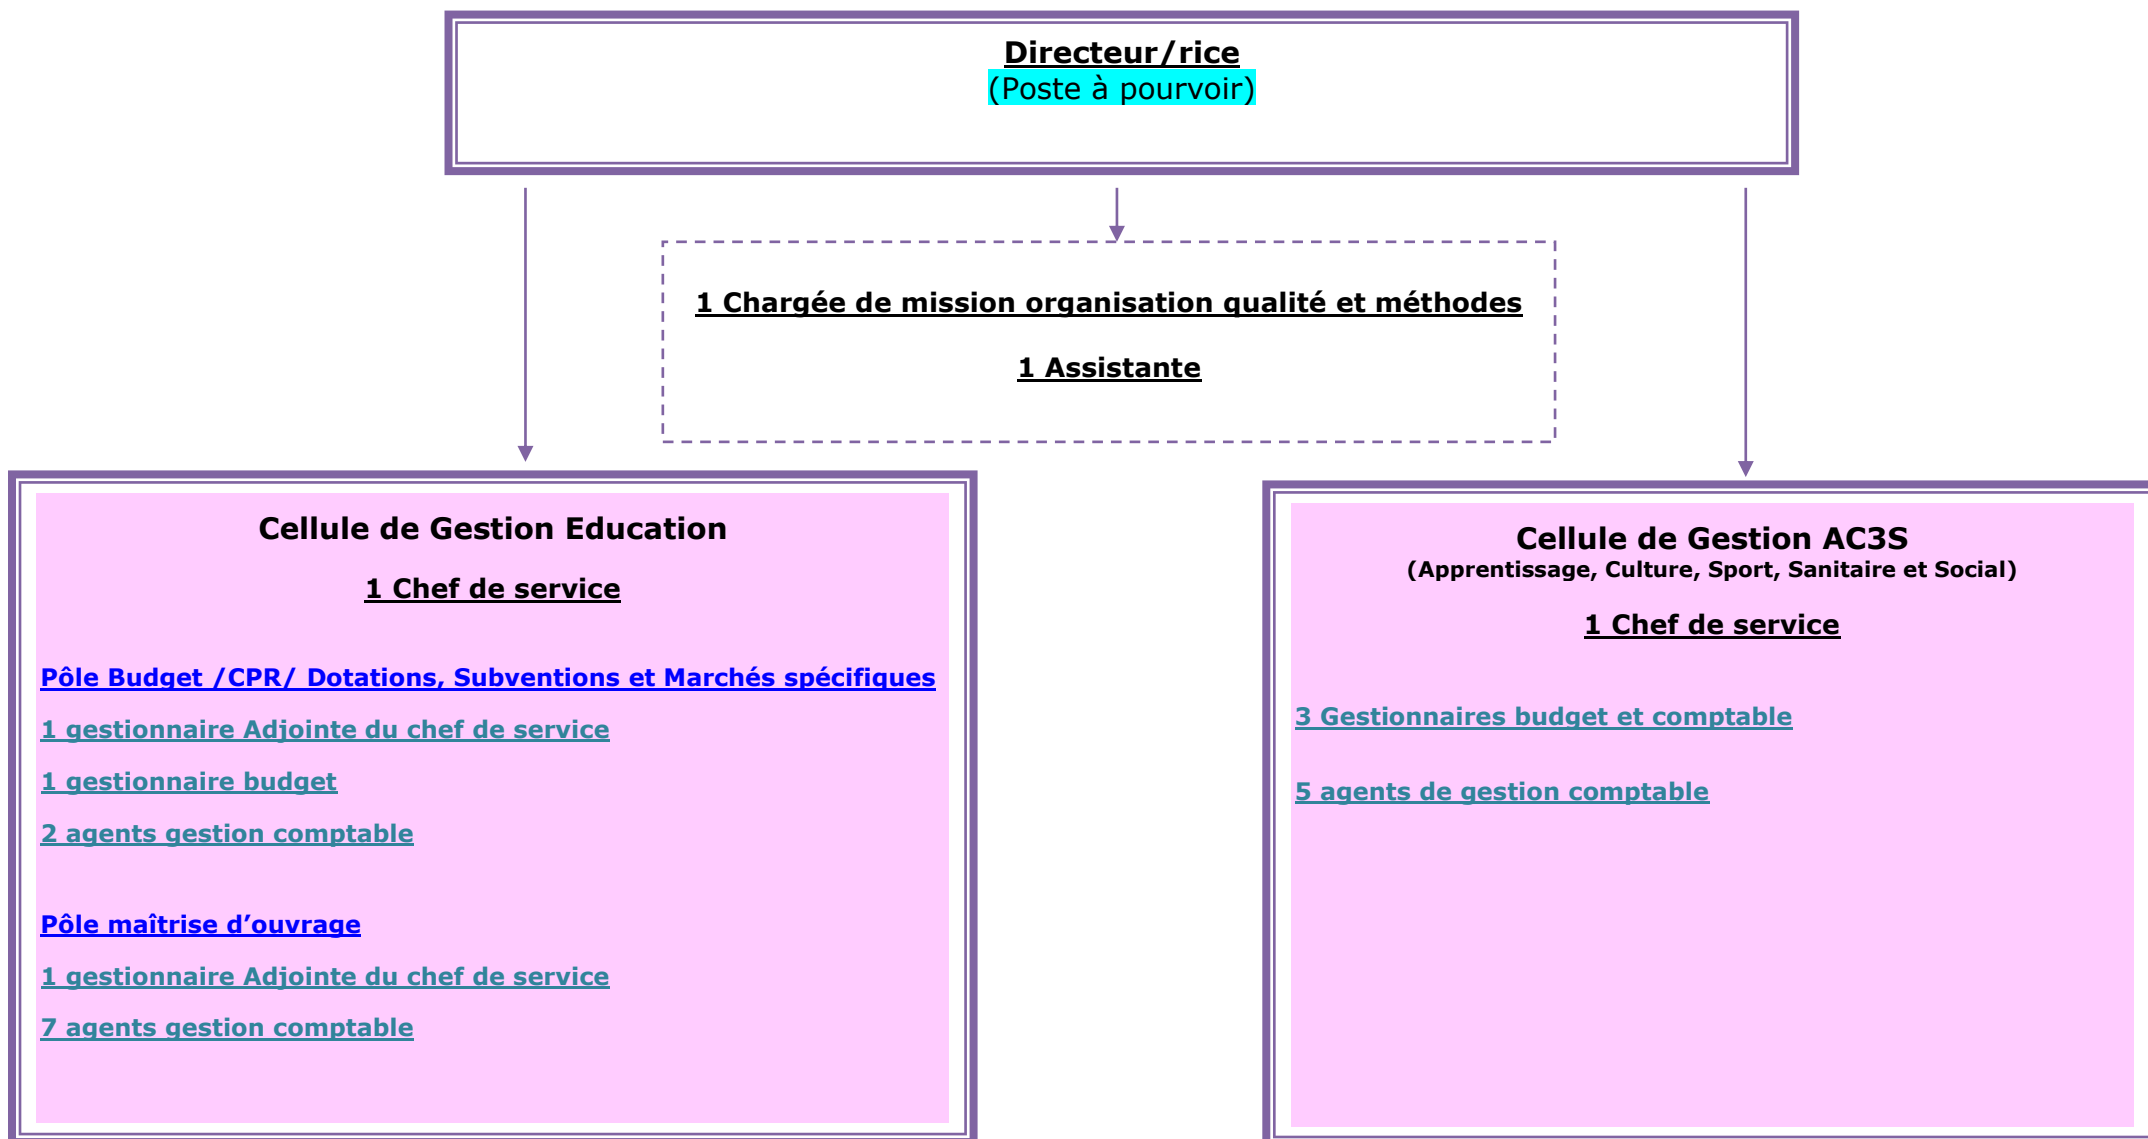 Directeur/rice
(Poste à pourvoir)
1 Chargée de mission organisation qualité et méthodes
1 Assistante
Cellule de Gestion Education
1 Chef de service
Pôle Budget /CPR/ Dotations, Subventions et Marchés spécifiques
1 gestionnaire Adjointe du chef de service
1 gestionnaire budget
2 agents gestion comptable
Pôle maîtrise d’ouvrage
1 gestionnaire Adjointe du chef de service
7 agents gestion comptable
Cellule de Gestion AC3S
(Apprentissage, Culture, Sport, Sanitaire et Social)
1 Chef de service
3 Gestionnaires budget et comptable
5 agents de gestion comptable